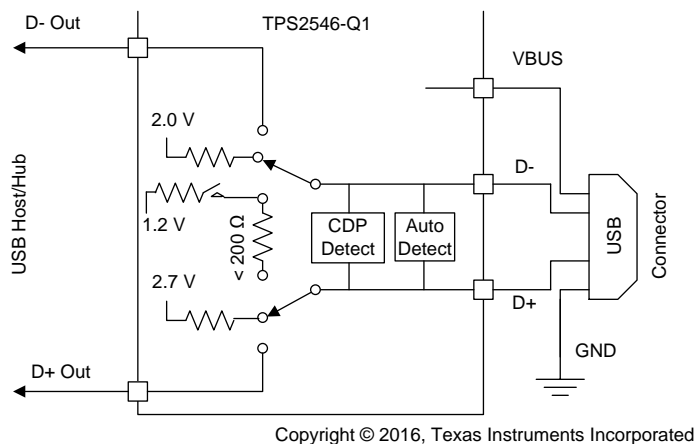 D- Out
TPS2546-Q1
VBUS
2.0 V
D-
1.2 V
< 200 Ω
CDP
Detect
Auto
Detect
USB
Connector
USB Host/Hub
2.7 V
D+
GND
D+ Out
Copyright © 2016, Texas Instruments Incorporated